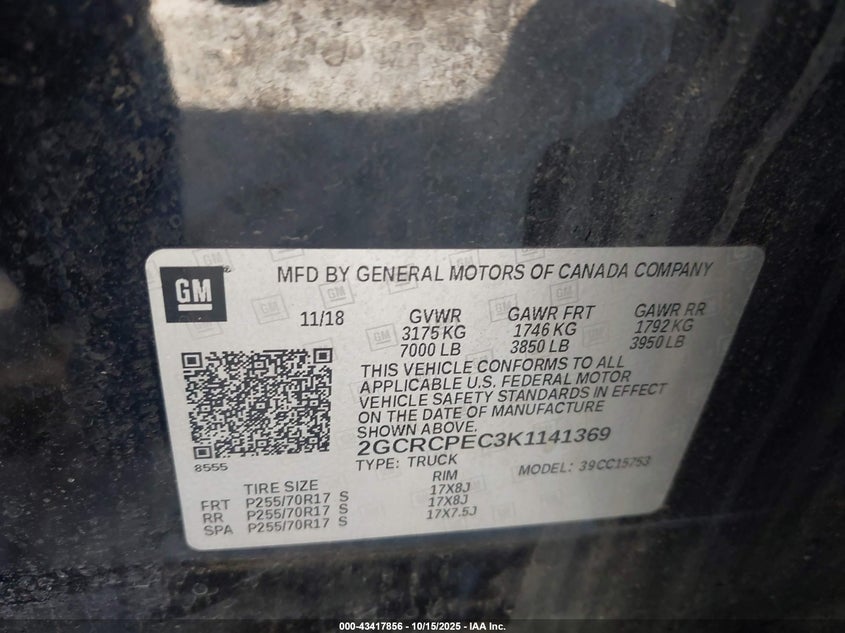 GM
MFD BY GENERAL MOTORS OF CANADA COMPANY
11/18 GVWR GAWR FRT GAWR RR
3175 KG 1746 KG 1792 KG
7000 LB 3850 LB 3950 LB
THIS VEHICLE CONFORMS TO ALL
APPLICABLE U.S. FEDERAL MOTOR
VEHICLE SAFETY STANDARDS IN EFFECT
ON THE DATE OF MANUFACTURE
SHOWN ABOVE.
2GCRCPEC3K1141369
8555
TYPE: TRUCK MODEL: 39CC15753
TIRE SIZE RIM
FRT P255/70R17 S 17X8J
RR P255/70R17 S 17X8J
SPA P255/70R17 S 17X7.5J
000-43417856 - 10/15/2025 - IAA Inc.